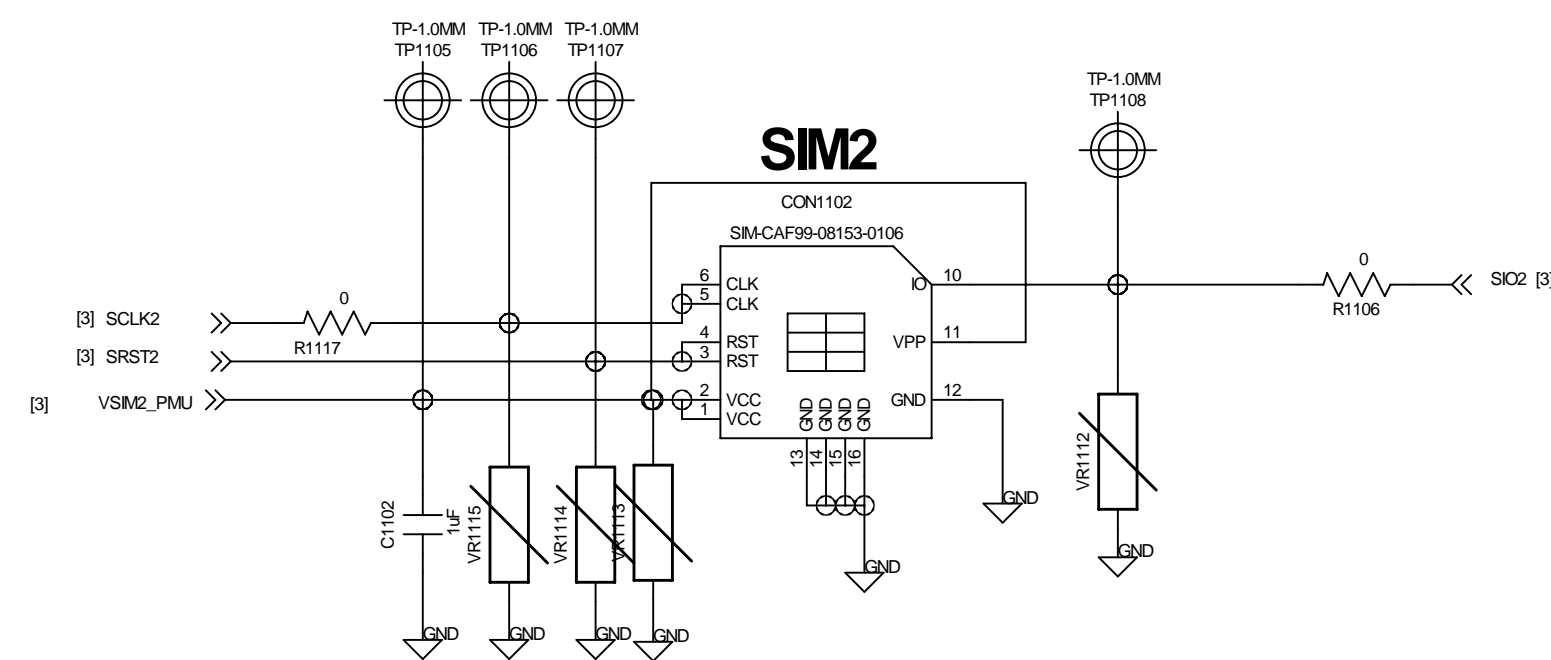 TP-1.0MM TP-1.0MM TP-1.0MM
TP1105 TP1106 TP1107
TP-1.0MM
TP1108
SIM2
CON1102
SIM-CAF99-08153-0106
6 CLK
5 CLK
4 RST
3 RST
2 VCC
1 VCC
IO 10
VPP 11
GND 12
GND GND GND GND
13 14 15 16
[3] SCLK2
0
R1117
[3] SRST2
[3] VSIM2_PMU
0
R1106
SIO2 [3]
C1102
1uF
VR1115
VR1114
VR1113
VR1112
GND
GND
GND
GND
GND
GND
GND